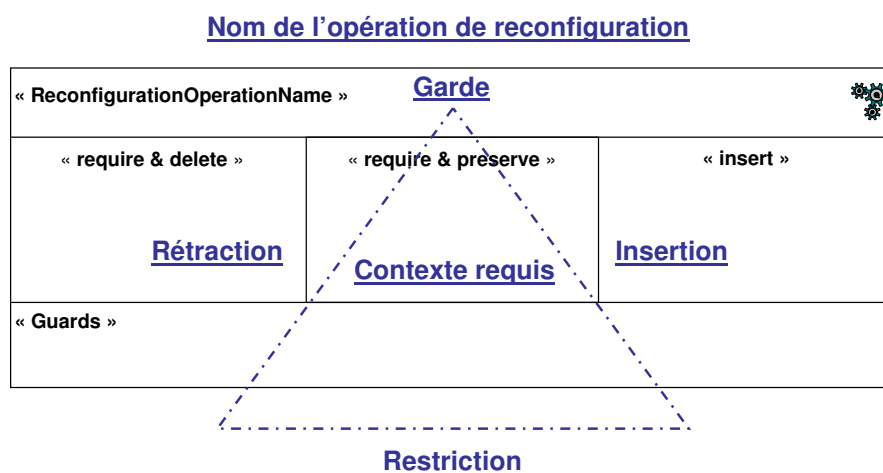 Nom de l’opération de reconfiguration
« ReconfigurationOperationName »
Garde
« require & delete »
« require & preserve »
« insert »
Rétraction
Contexte requis
Insertion
« Guards »
Restriction